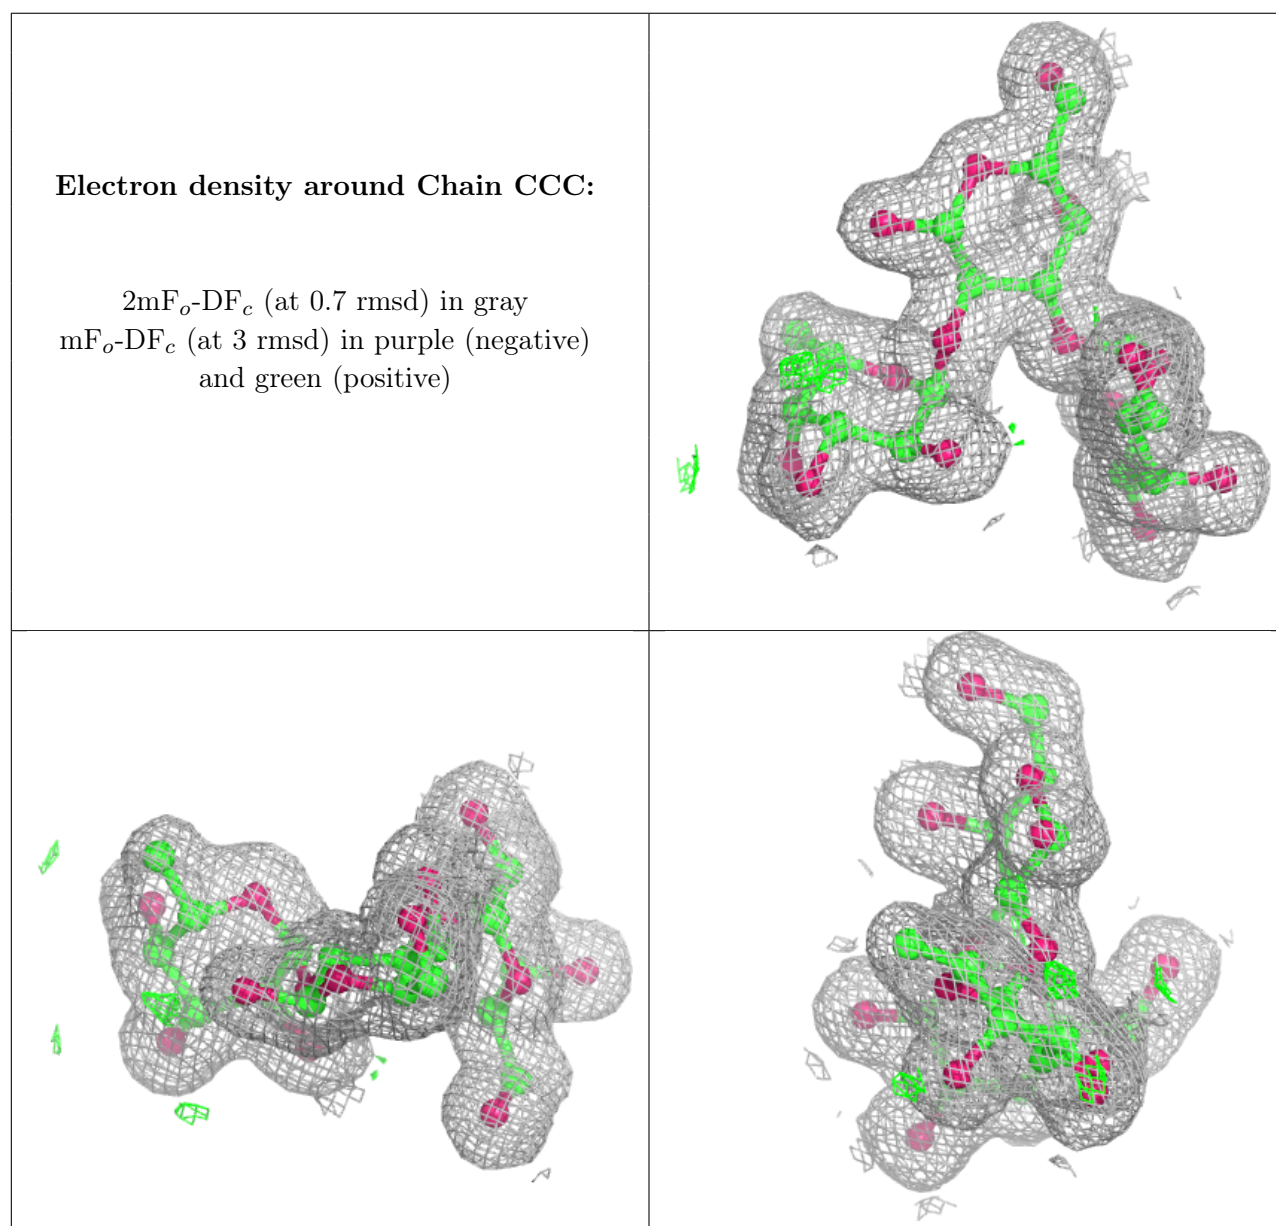 Electron density around Chain CCC:
2mFₒ-DF𝒸 (at 0.7 rmsd) in gray
mFₒ-DF𝒸 (at 3 rmsd) in purple (negative)
and green (positive)